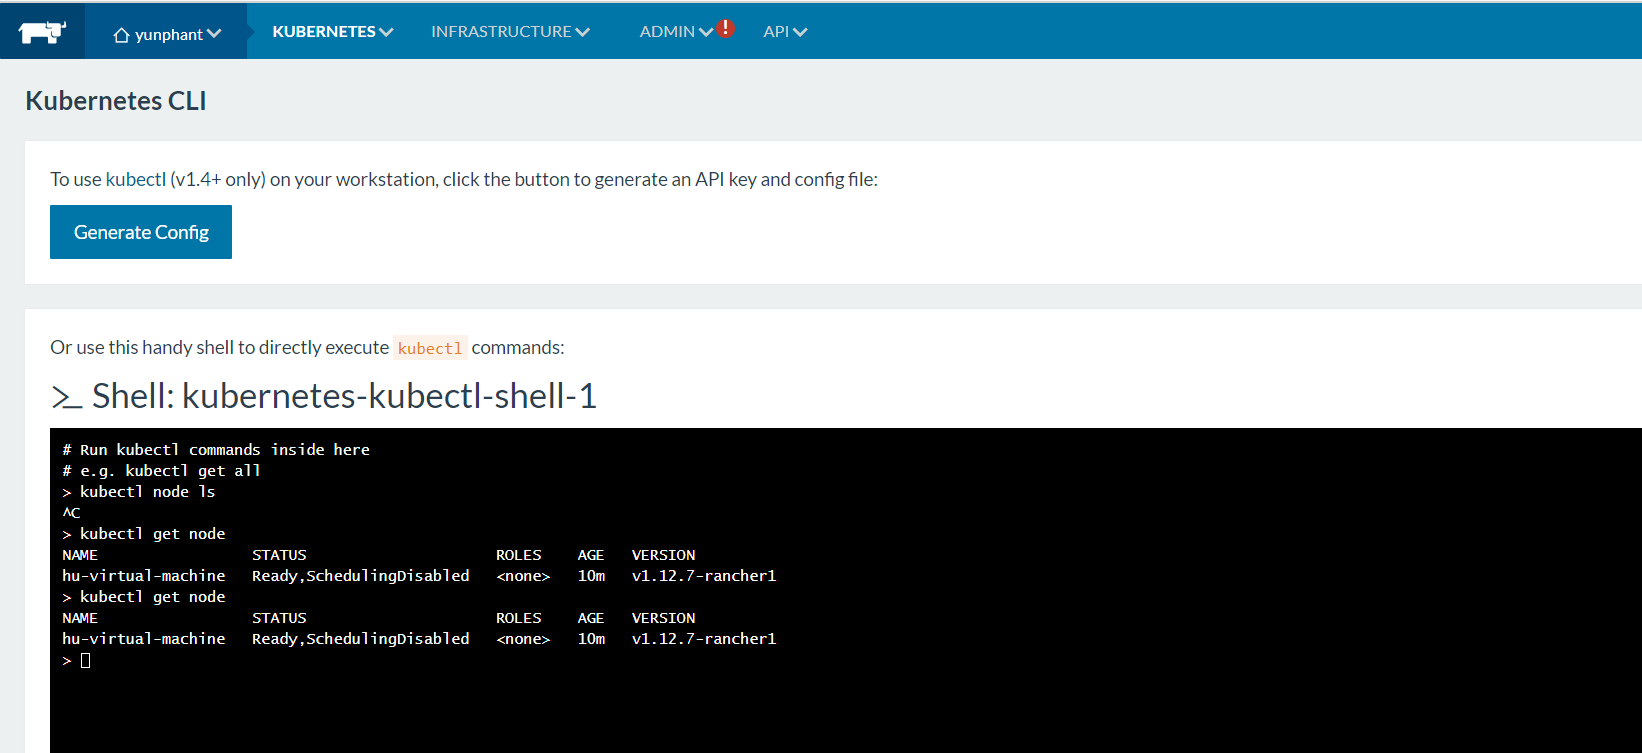 yunphant KUBERNETES INFRASTRUCTURE ADMIN ! API
Kubernetes CLI
To use kubectl (v1.4+ only) on your workstation, click the button to generate an API key and config file:
Generate Config
Or use this handy shell to directly execute kubectl commands:
>_ Shell: kubernetes-kubectl-shell-1
# Run kubectl commands inside here
# e.g. kubectl get all
> kubectl node ls
^C
> kubectl get node
NAME STATUS ROLES AGE VERSION
hu-virtual-machine Ready,SchedulingDisabled <none> 10m v1.12.7-rancher1
> kubectl get node
NAME STATUS ROLES AGE VERSION
hu-virtual-machine Ready,SchedulingDisabled <none> 10m v1.12.7-rancher1
>